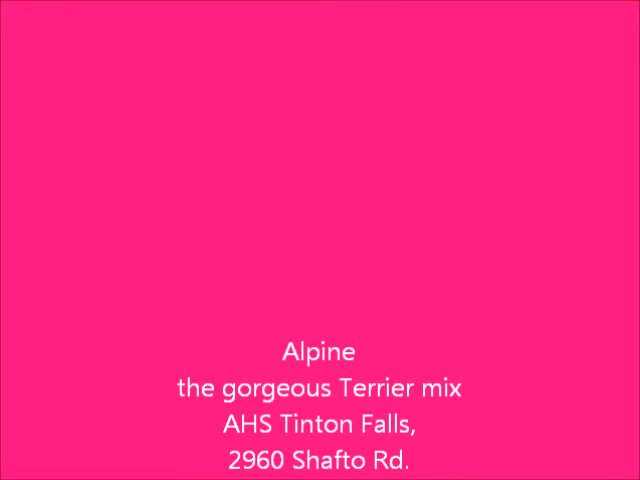 Alpine
the gorgeous Terrier mix
AHS Tinton Falls,
2960 Shafto Rd.